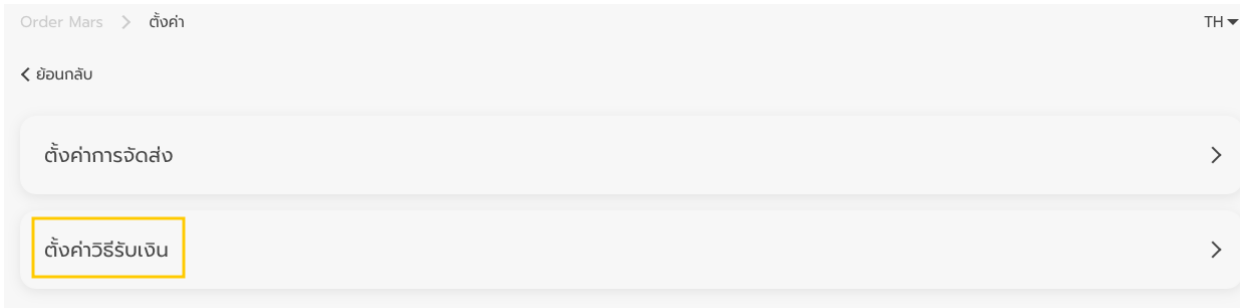 Order Mars > ตั้งค่า TH
ย้อนกลับ
ตั้งค่าการจัดส่ง
ตั้งค่าวิธีรับเงิน